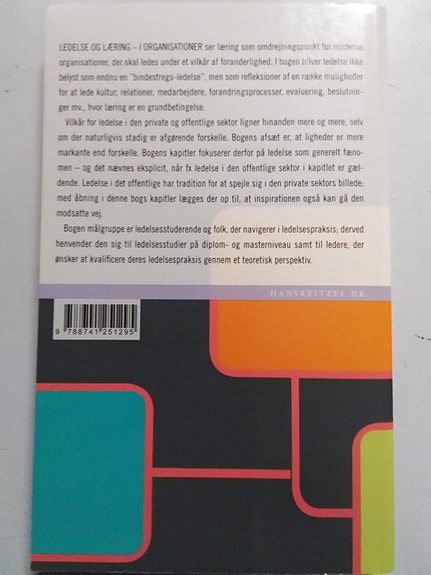 LEDELSE OG LÆRING – I ORGANISATIONER ser læring som omdrejningspunkt for moderne
organisationer, der skal ledes under et vilkår af foranderlighed. I bogen bliver ledelse ikke
belyst som endnu en "bindestregs-ledelse", men som refleksioner af en række muligheder
for at lede kultur, relationer, medarbejdere, forandringsprocesser, evaluering, beslutnin-
ger mv., hvor læring er en grundbetingelse.
Vilkår for ledelse i den private og offentlige sektor ligner hinanden mere og mere, selv
om der naturligvis stadig er afgørende forskelle. Bogens afsæt er, at ligheder er mere
markante end forskelle. Bogens kapitler fokuserer derfor på ledelse som generelt fæno-
men – og det nævnes eksplicit, når fx ledelse i den offentlige sektor i kapitlet er gæl-
dende. Ledelse i det offentlige har tradition for at spejle sig i den private sektors billede;
med åbning i denne bogs kapitler lægges der op til, at inspirationen også kan gå den
modsatte vej.
Bogen målgruppe er ledelsesstuderende og folk, der navigerer i ledelsespraksis; derved
henvender den sig til ledelsesstudier på diplom- og masterniveau samt til ledere, der
ønsker at kvalificere deres ledelsespraksis gennem et teoretisk perspektiv.
HANSREITZEL.DK
9 788741 251295